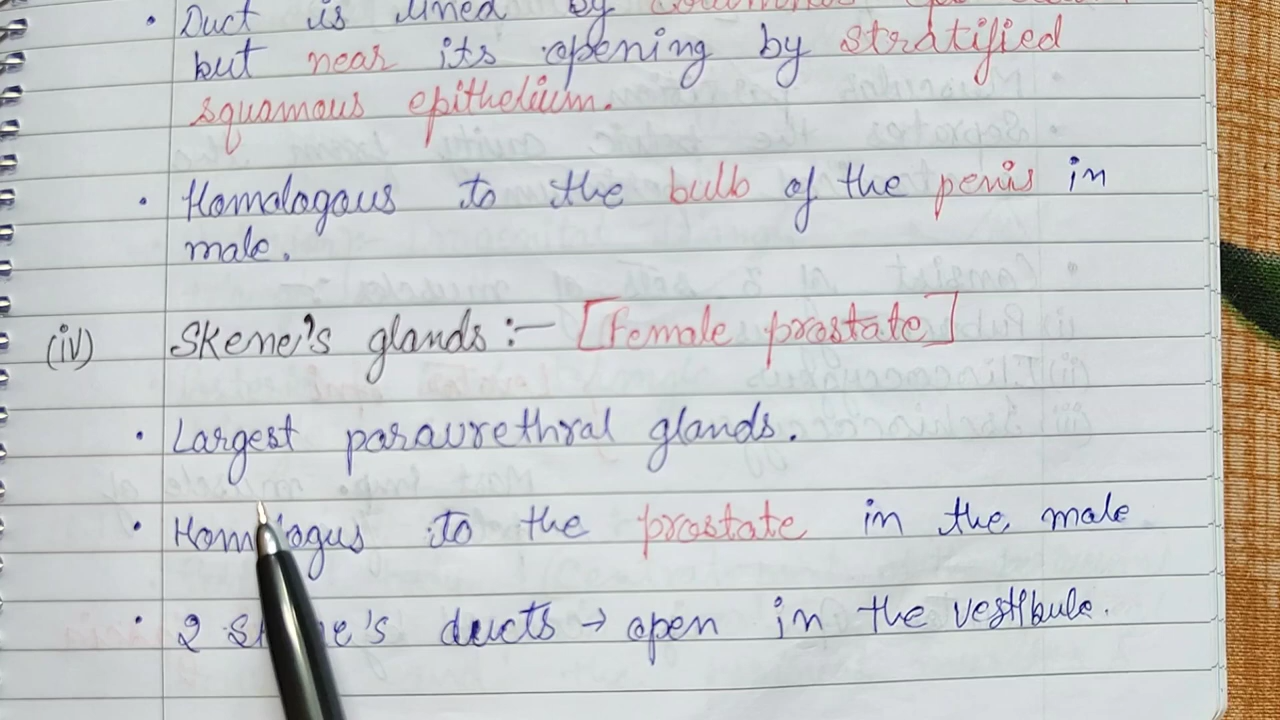 • Duct is lined by
but near its opening by stratified
squamous epithelium.
• Homologous to the bulb of the penis in
male.
(iv) Skene's glands :- [Female prostate]
• Largest paraurethral glands.
• Homologus to the prostate in the male
• 2 Skene's ducts → open in the vestibule.